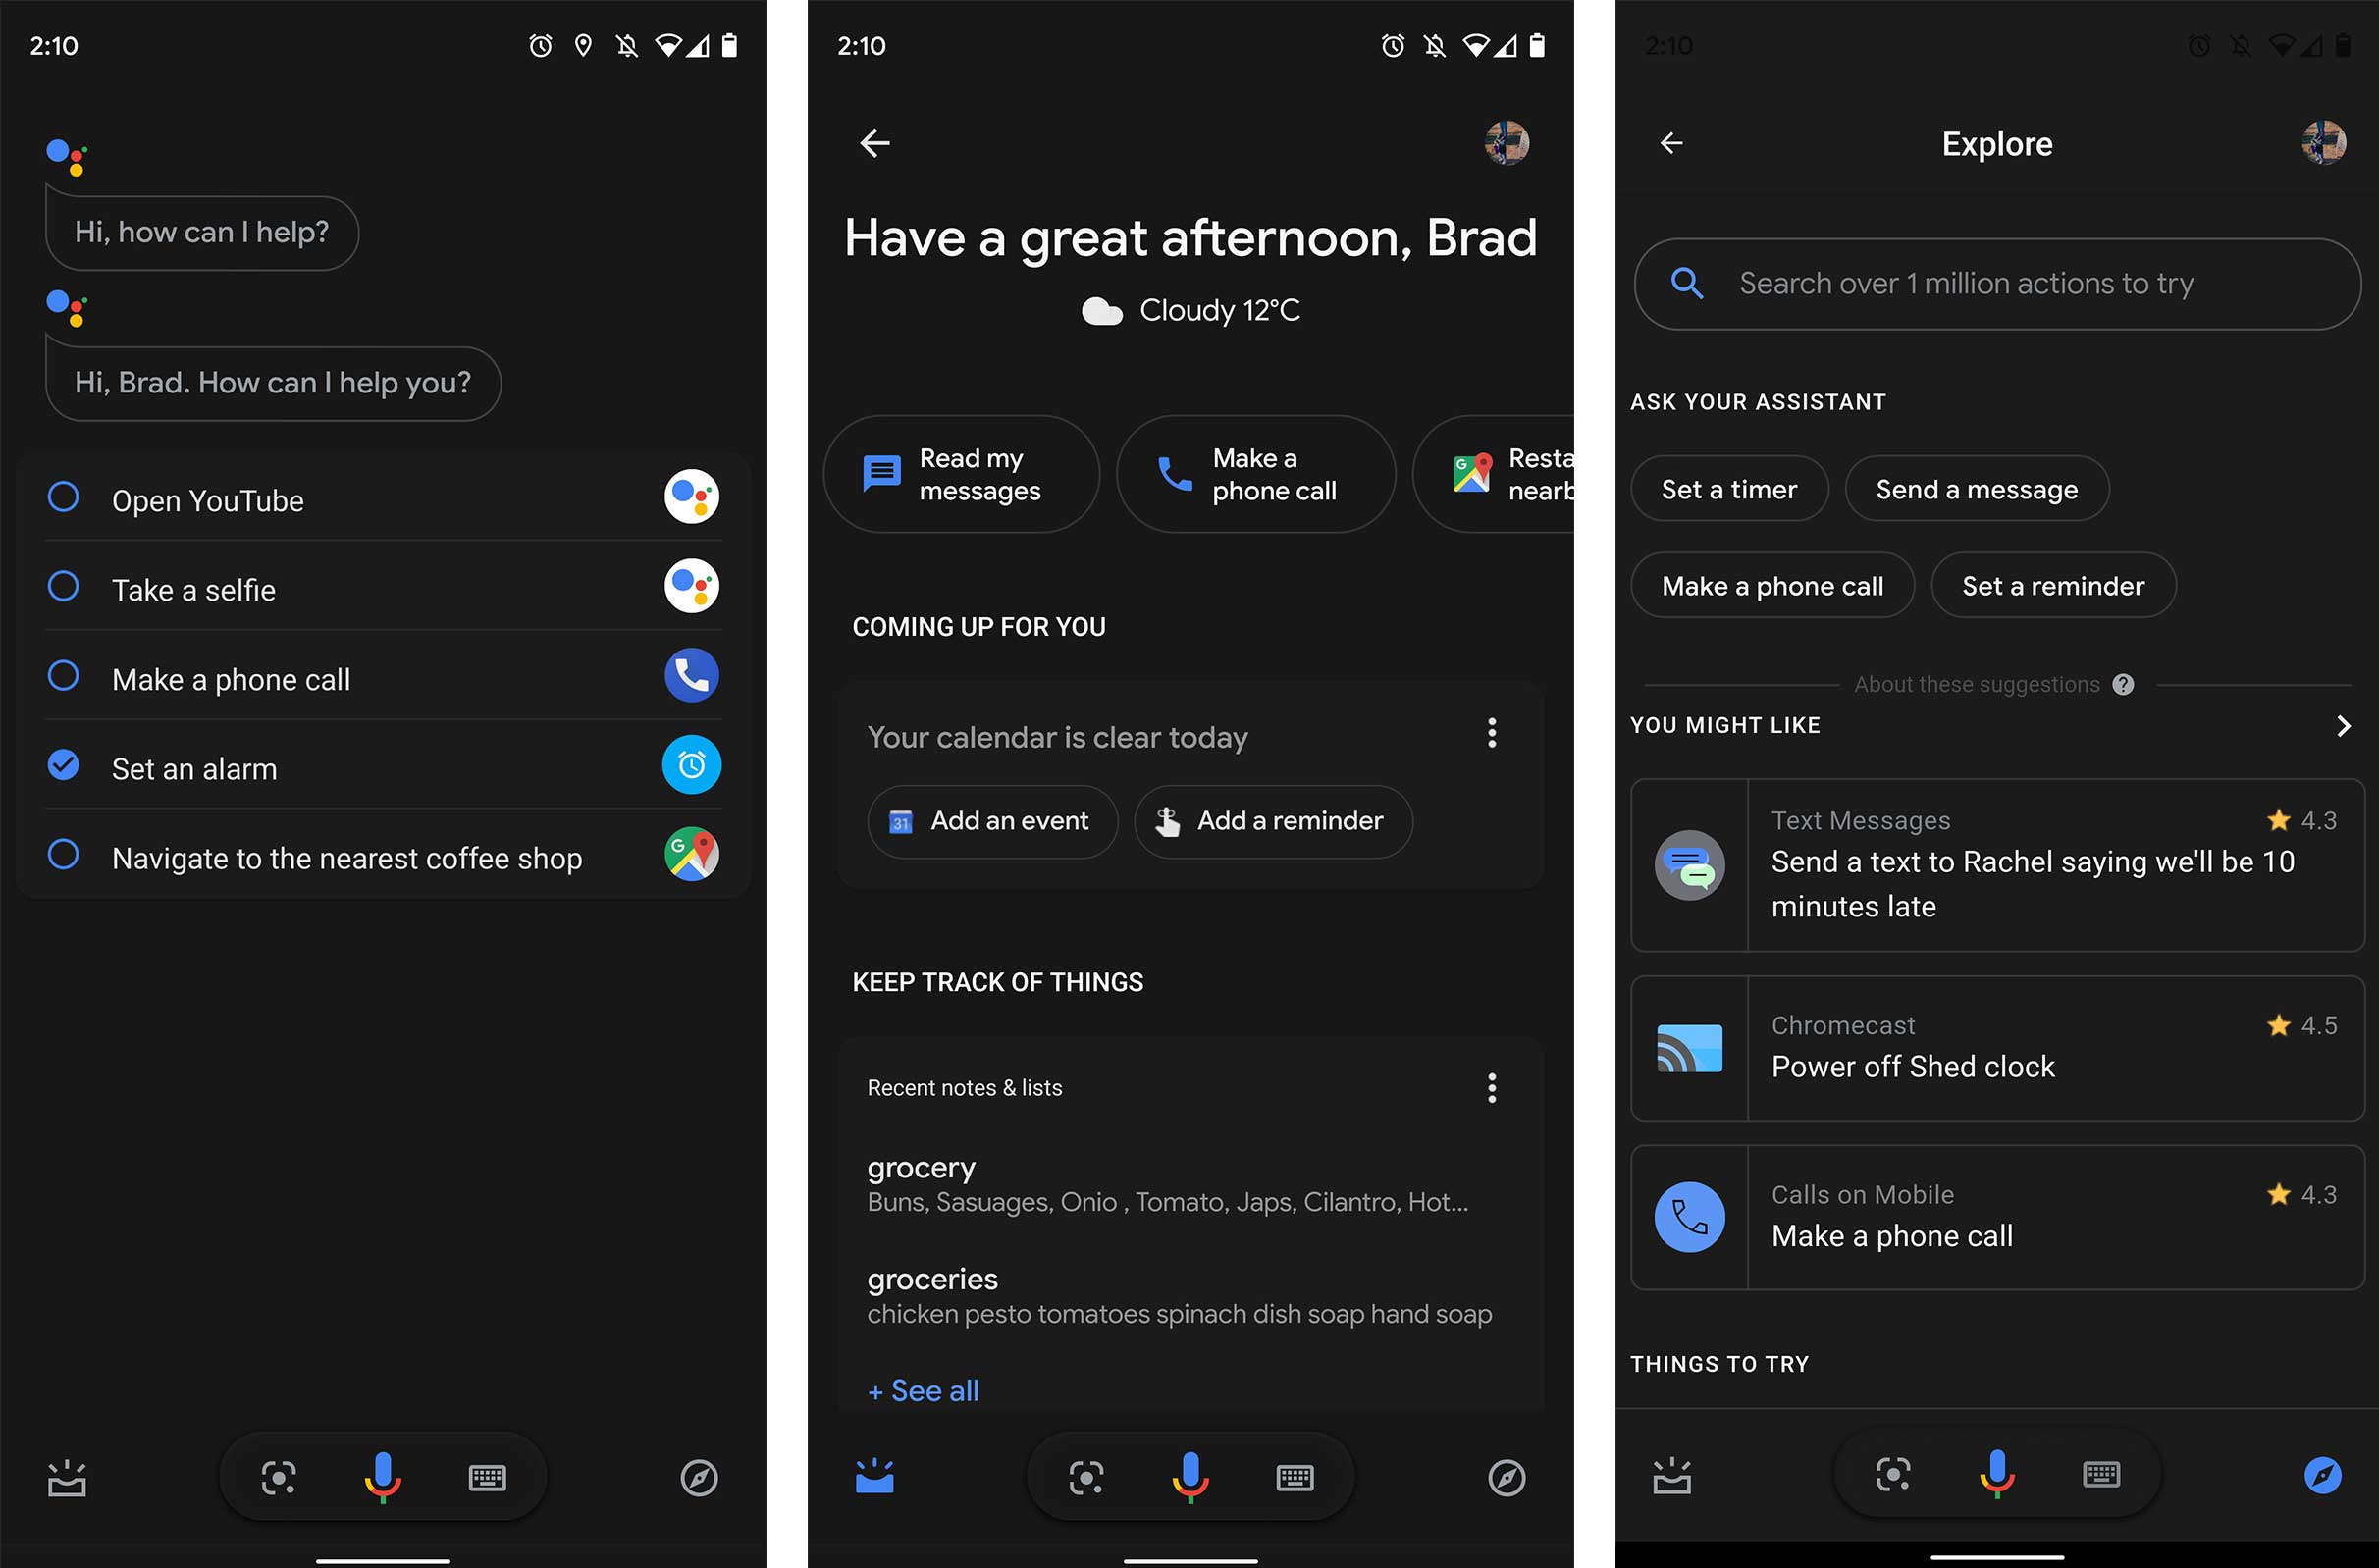 2:10
Hi, how can I help?
Hi, Brad. How can I help you?
Open YouTube
Take a selfie
Make a phone call
Set an alarm
Navigate to the nearest coffee shop
2:10
Have a great afternoon, Brad
Cloudy 12°C
Read my
messages
Make a
phone call
Resta
nearb
COMING UP FOR YOU
Your calendar is clear today
31 Add an event
Add a reminder
KEEP TRACK OF THINGS
Recent notes & lists
grocery
Buns, Sasuages, Onio , Tomato, Japs, Cilantro, Hot...
groceries
chicken pesto tomatoes spinach dish soap hand soap
+ See all
2:10
Explore
Search over 1 million actions to try
ASK YOUR ASSISTANT
Set a timer
Send a message
Make a phone call
Set a reminder
About these suggestions ?
YOU MIGHT LIKE
Text Messages 4.3
Send a text to Rachel saying we'll be 10
minutes late
Chromecast 4.5
Power off Shed clock
Calls on Mobile 4.3
Make a phone call
THINGS TO TRY